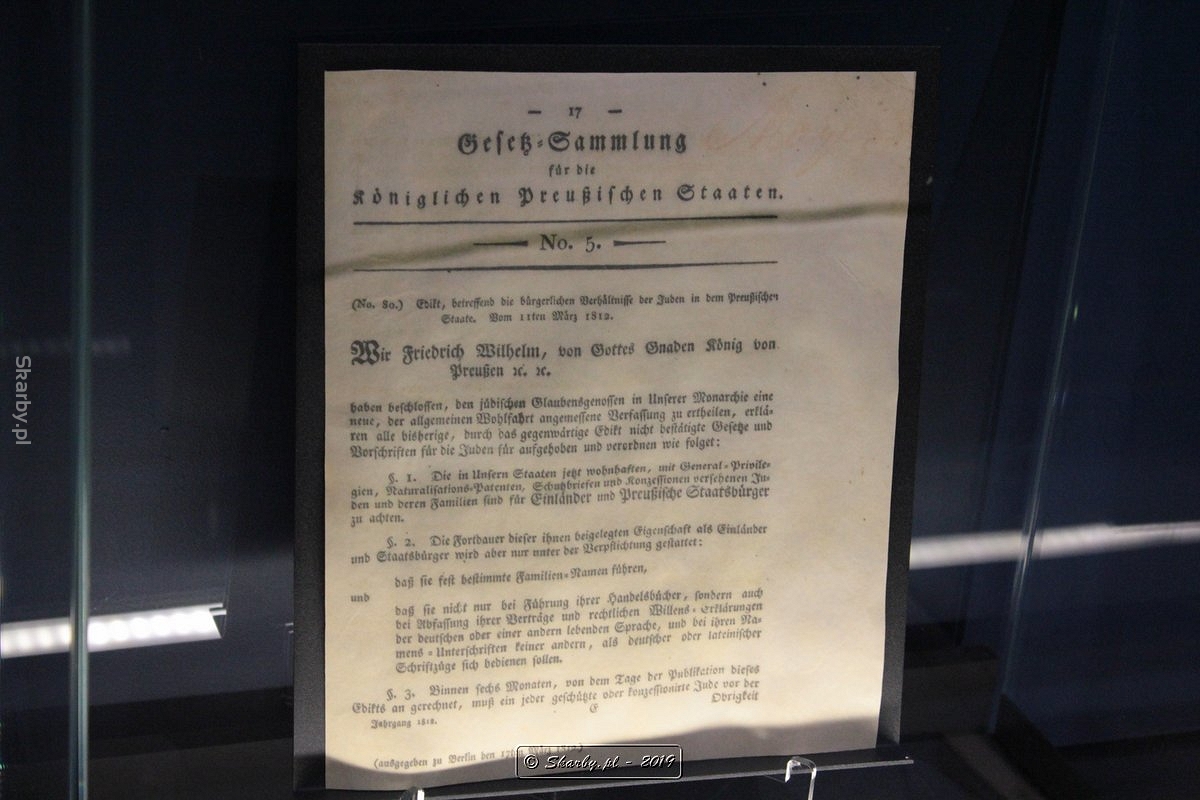 — 17 —
Geſetz-Sammlung
für die
Königlichen Preußiſchen Staaten.
No. 5.
(No. 80.) Edikt, betreffend die bürgerlichen Verhältniſſe der Juden in dem Preußiſchen
Staate. Vom 11ten März 1812.
Wir Friedrich Wilhelm, von Gottes Gnaden König von
Preußen ꝛc. ꝛc.
haben beſchloſſen, den jüdiſchen Glaubensgenoſſen in Unſerer Monarchie eine
neue, der allgemeinen Wohlfahrt angemeſſene Verfaſſung zu ertheilen, erklä-
ren alle bisherige, durch das gegenwärtige Edikt nicht beſtätigte Geſetze und
Vorſchriften für die Juden für aufgehoben und verordnen wie folget:
§. 1. Die in Unſern Staaten jetzt wohnhaften, mit General-Privile-
gien, Naturaliſations-Patenten, Schutzbriefen und Konzeſſionen verſehenen Ju-
den und deren Familien ſind für Einländer und Preußiſche Staatsbürger
zu achten.
§. 2. Die Fortdauer dieſer ihnen beigelegten Eigenſchaft als Einländer
und Staatsbürger wird aber nur unter der Verpflichtung geſtattet:
daß ſie feſt beſtimmte Familien-Namen führen,
und
daß ſie nicht nur bei Führung ihrer Handelsbücher, ſondern auch
bei Abfaſſung ihrer Verträge und rechtlichen Willens-Erklärungen
der deutſchen oder einer andern lebenden Sprache, und bei ihren Na-
mens-Unterſchriften keiner andern, als deutſcher oder lateiniſcher
Schriftzüge ſich bedienen ſollen.
§. 3. Binnen ſechs Monaten, von dem Tage der Publikation dieſes
Edikts an gerechnet, muß ein jeder geſchützte oder konzeſſionirte Jude vor der
Jahrgang 1812.
E
Obrigkeit
(ausgegeben zu Berlin den 17ten März 1812.)
© Skarby.pl - 2019
Skarby.pl